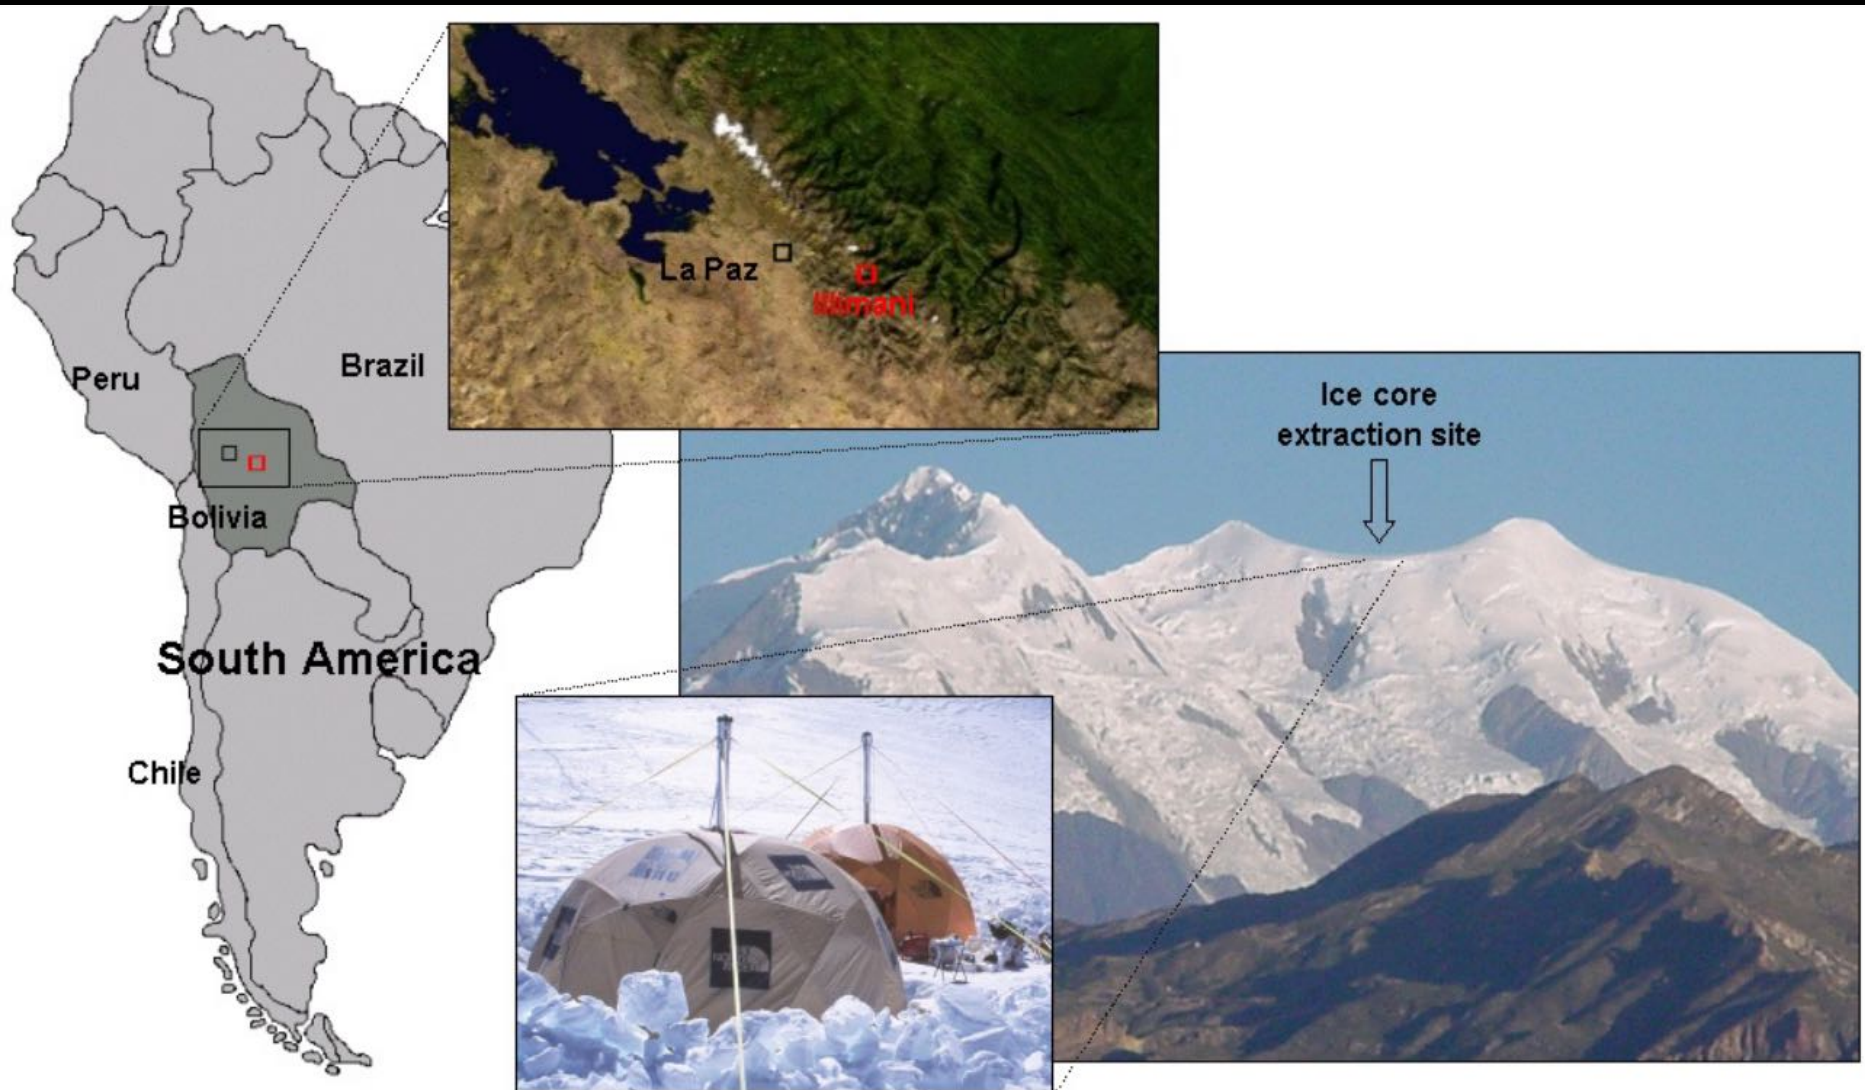 Peru
Brazil
Bolivia
South America
Chile
La Paz
Illimani
Ice core
extraction site